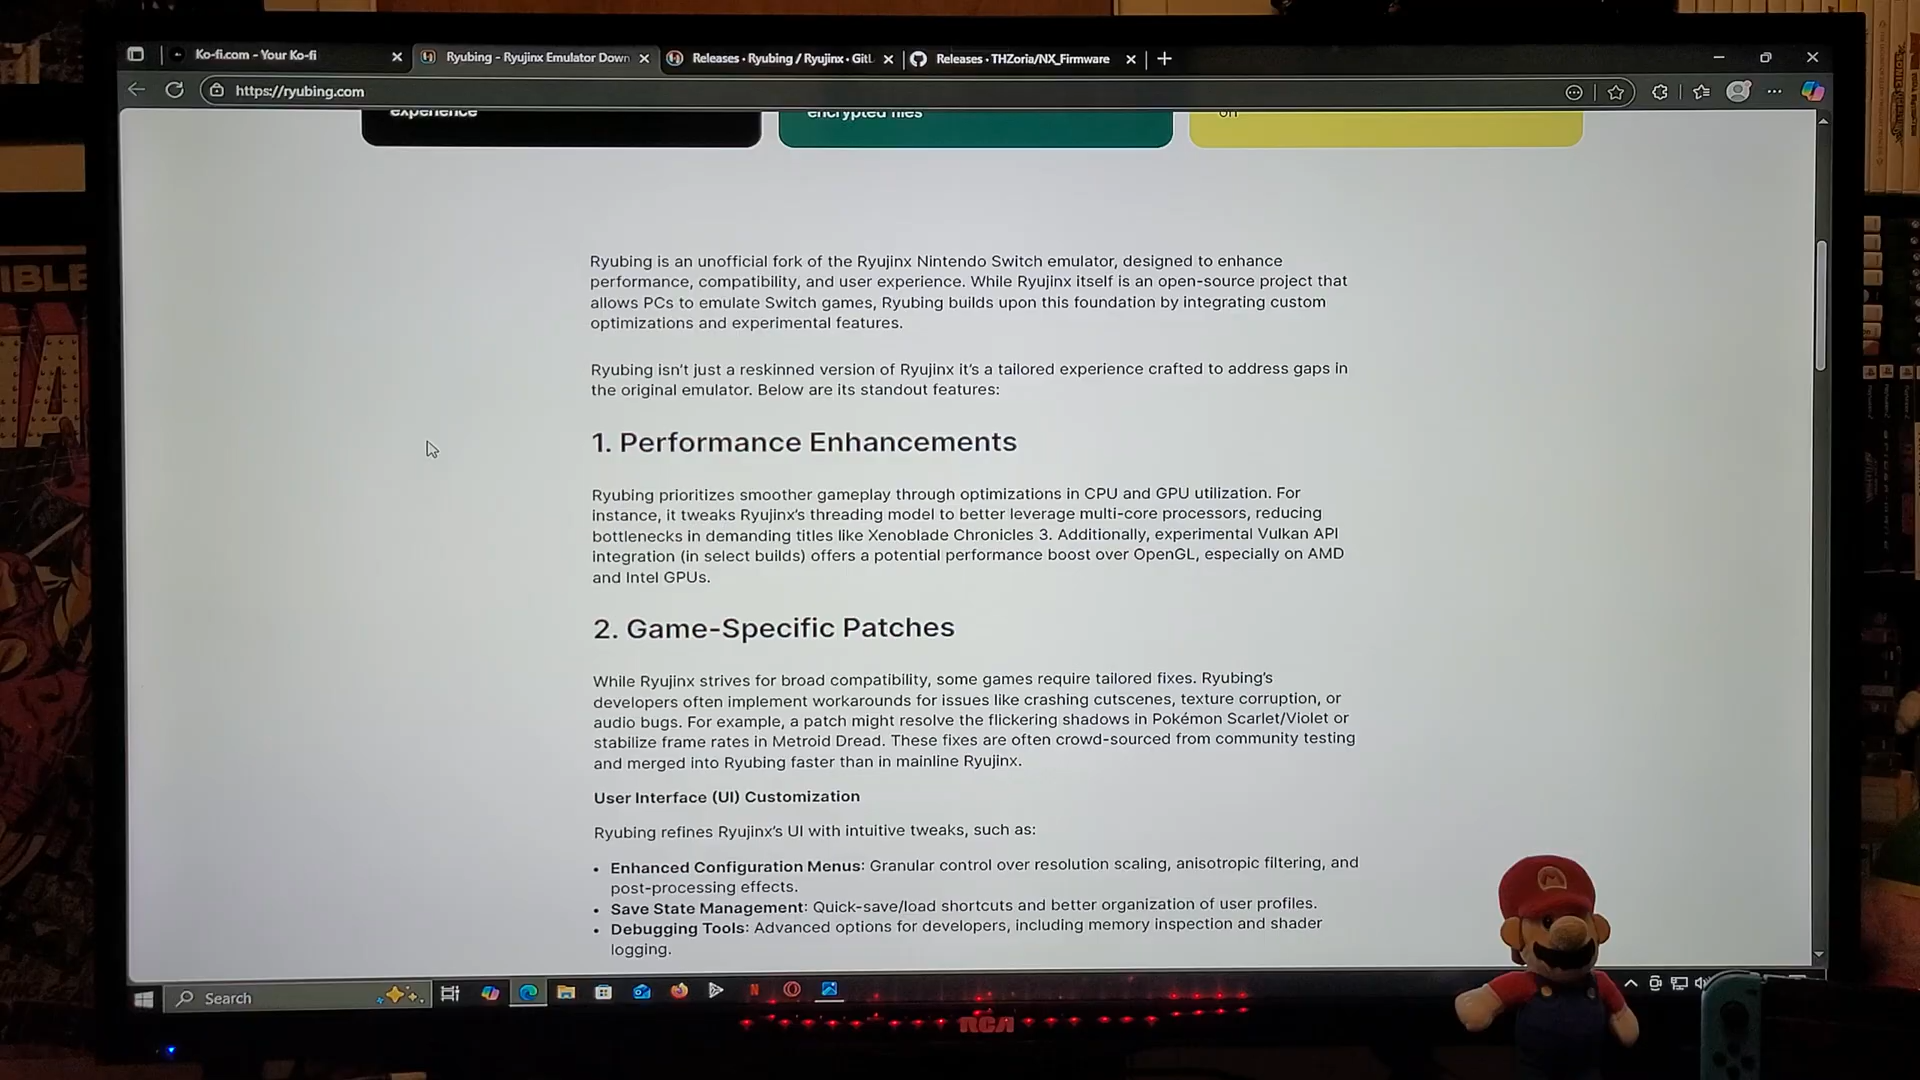 Ko-fi.com - Your Ko-fi
Ryubing - Ryujinx Emulator Down
Releases · Ryubing / Ryujinx · GitL
Releases · THZoria/NX_Firmware
https://ryubing.com
experience
encrypted files
on
Ryubing is an unofficial fork of the Ryujinx Nintendo Switch emulator, designed to enhance
performance, compatibility, and user experience. While Ryujinx itself is an open-source project that
allows PCs to emulate Switch games, Ryubing builds upon this foundation by integrating custom
optimizations and experimental features.
Ryubing isn't just a reskinned version of Ryujinx it's a tailored experience crafted to address gaps in
the original emulator. Below are its standout features:
1. Performance Enhancements
Ryubing prioritizes smoother gameplay through optimizations in CPU and GPU utilization. For
instance, it tweaks Ryujinx's threading model to better leverage multi-core processors, reducing
bottlenecks in demanding titles like Xenoblade Chronicles 3. Additionally, experimental Vulkan API
integration (in select builds) offers a potential performance boost over OpenGL, especially on AMD
and Intel GPUs.
2. Game-Specific Patches
While Ryujinx strives for broad compatibility, some games require tailored fixes. Ryubing's
developers often implement workarounds for issues like crashing cutscenes, texture corruption, or
audio bugs. For example, a patch might resolve the flickering shadows in Pokémon Scarlet/Violet or
stabilize frame rates in Metroid Dread. These fixes are often crowd-sourced from community testing
and merged into Ryubing faster than in mainline Ryujinx.
User Interface (UI) Customization
Ryubing refines Ryujinx's UI with intuitive tweaks, such as:
• Enhanced Configuration Menus: Granular control over resolution scaling, anisotropic filtering, and
post-processing effects.
• Save State Management: Quick-save/load shortcuts and better organization of user profiles.
• Debugging Tools: Advanced options for developers, including memory inspection and shader
logging.
Search
RCA
IBLE
M